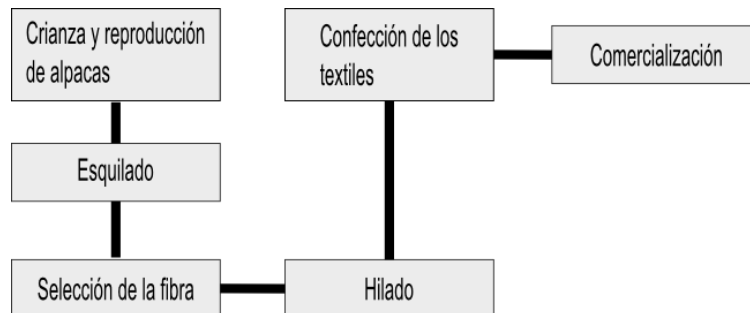 Crianza y reproducción
de alpacas
Esquilado
Selección de la fibra
Hilado
Confección de los
textiles
Comercialización